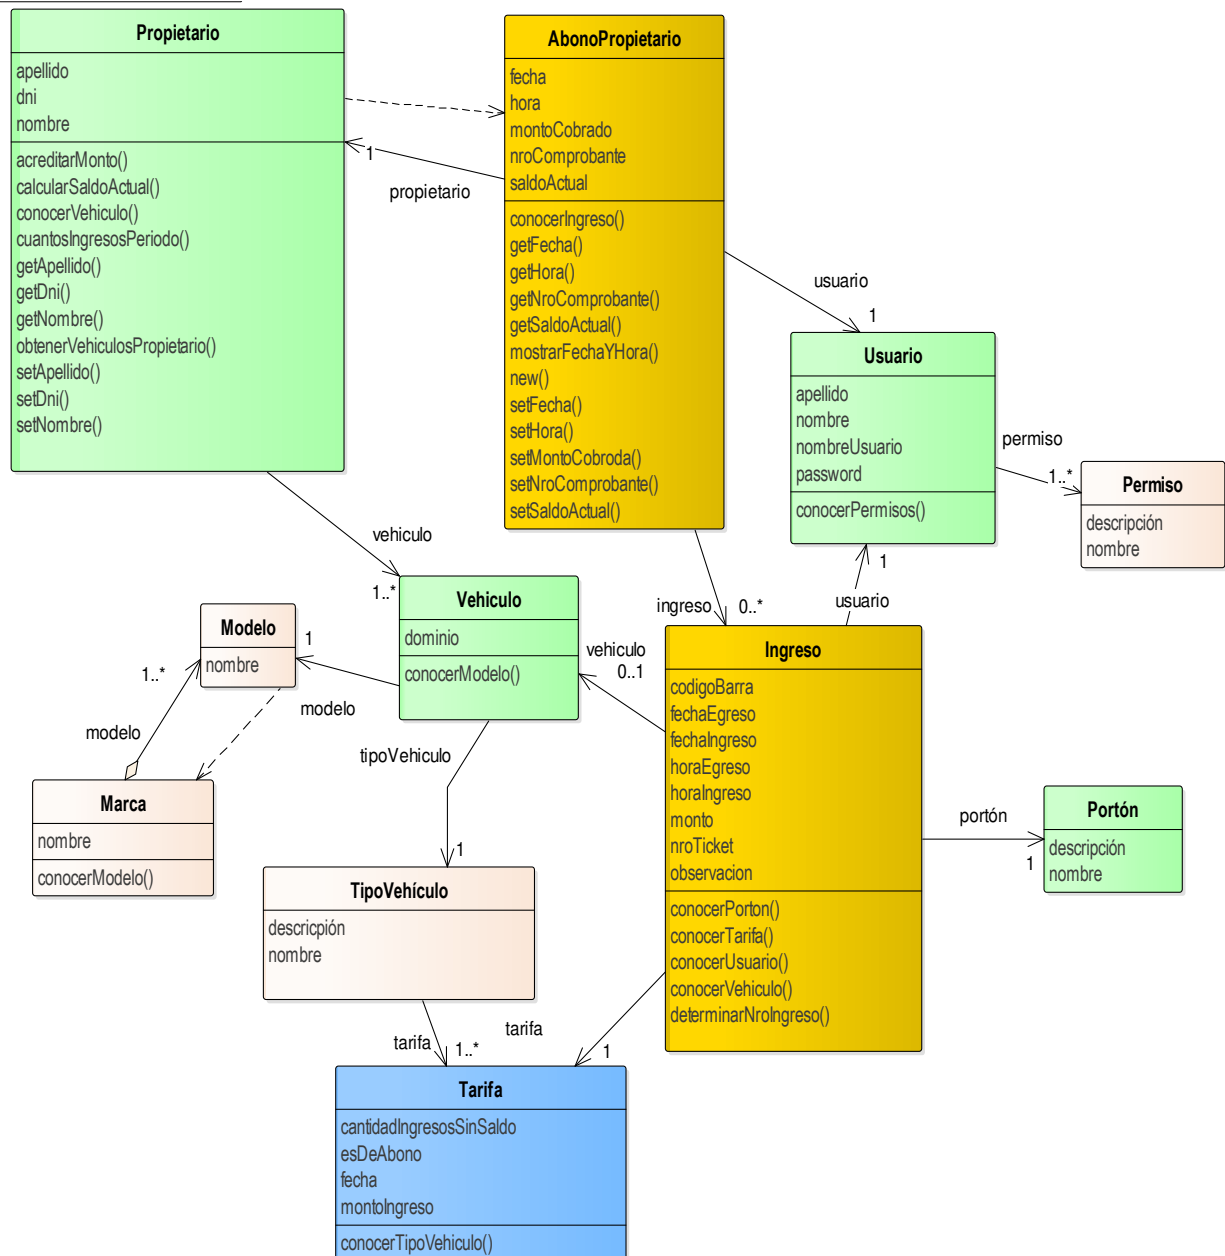 Propietario
apellido
dni
nombre
acreditarMonto()
calcularSaldoActual()
conocerVehiculo()
cuantosIngresosPeriodo()
getApellido()
getDni()
getNombre()
obtenerVehiculosPropietario()
setApellido()
setDni()
setNombre()
AbonoPropietario
fecha
hora
montoCobrado
nroComprobante
saldoActual
conocerIngreso()
getFecha()
getHora()
getNroComprobante()
getSaldoActual()
mostrarFechaYHora()
new()
setFecha()
setHora()
setMontoCobroda()
setNroComprobante()
setSaldoActual()
1
propietario
usuario
1
Usuario
apellido
nombre
nombreUsuario
password
conocerPermisos()
permiso
1..*
Permiso
descripción
nombre
vehiculo
1..*
Vehiculo
dominio
conocerModelo()
ingreso
0..*
usuario
1
vehiculo
0..1
Modelo
nombre
1
modelo
1..*
modelo
Marca
nombre
conocerModelo()
tipoVehiculo
1
TipoVehículo
descricpión
nombre
Ingreso
codigoBarra
fechaEgreso
fechaIngreso
horaEgreso
horaIngreso
monto
nroTicket
observacion
conocerPorton()
conocerTarifa()
conocerUsuario()
conocerVehiculo()
determinarNroIngreso()
portón
1
Portón
descripción
nombre
tarifa
1..*
tarifa
1
Tarifa
cantidadIngresosSinSaldo
esDeAbono
fecha
montoIngreso
conocerTipoVehiculo()